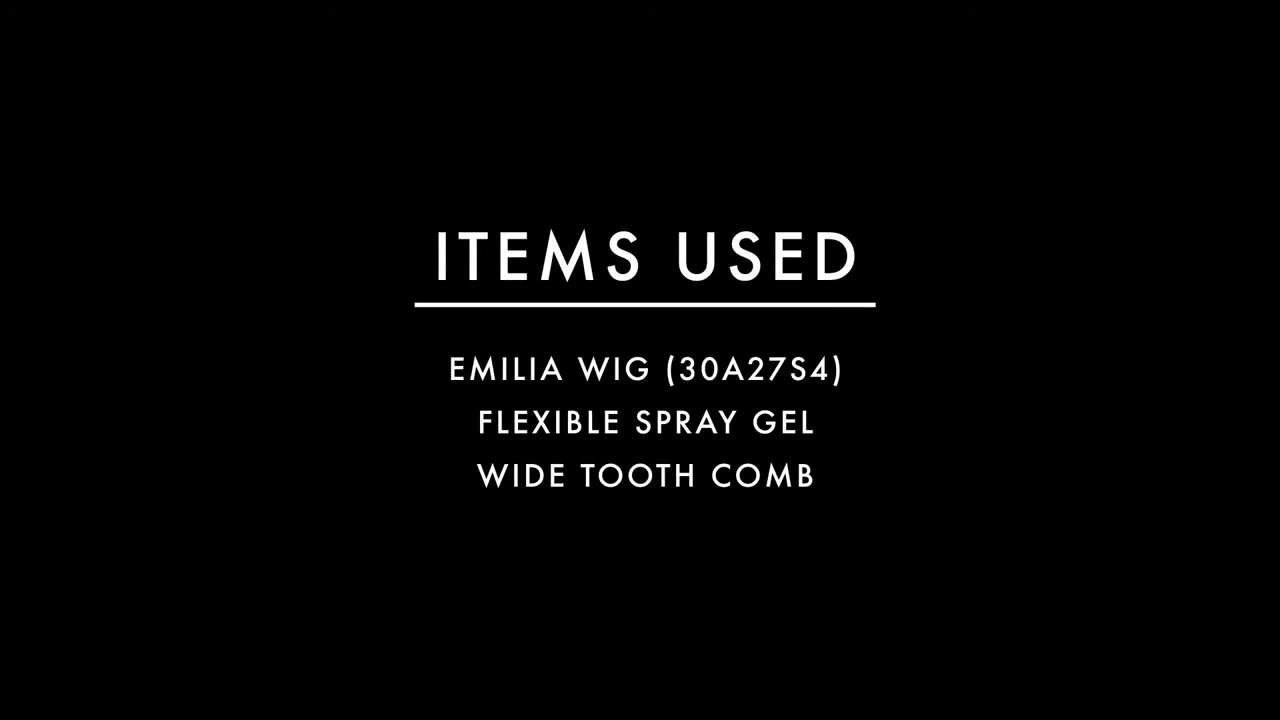 ITEMS USED
EMILIA WIG (30A27S4)
FLEXIBLE SPRAY GEL
WIDE TOOTH COMB